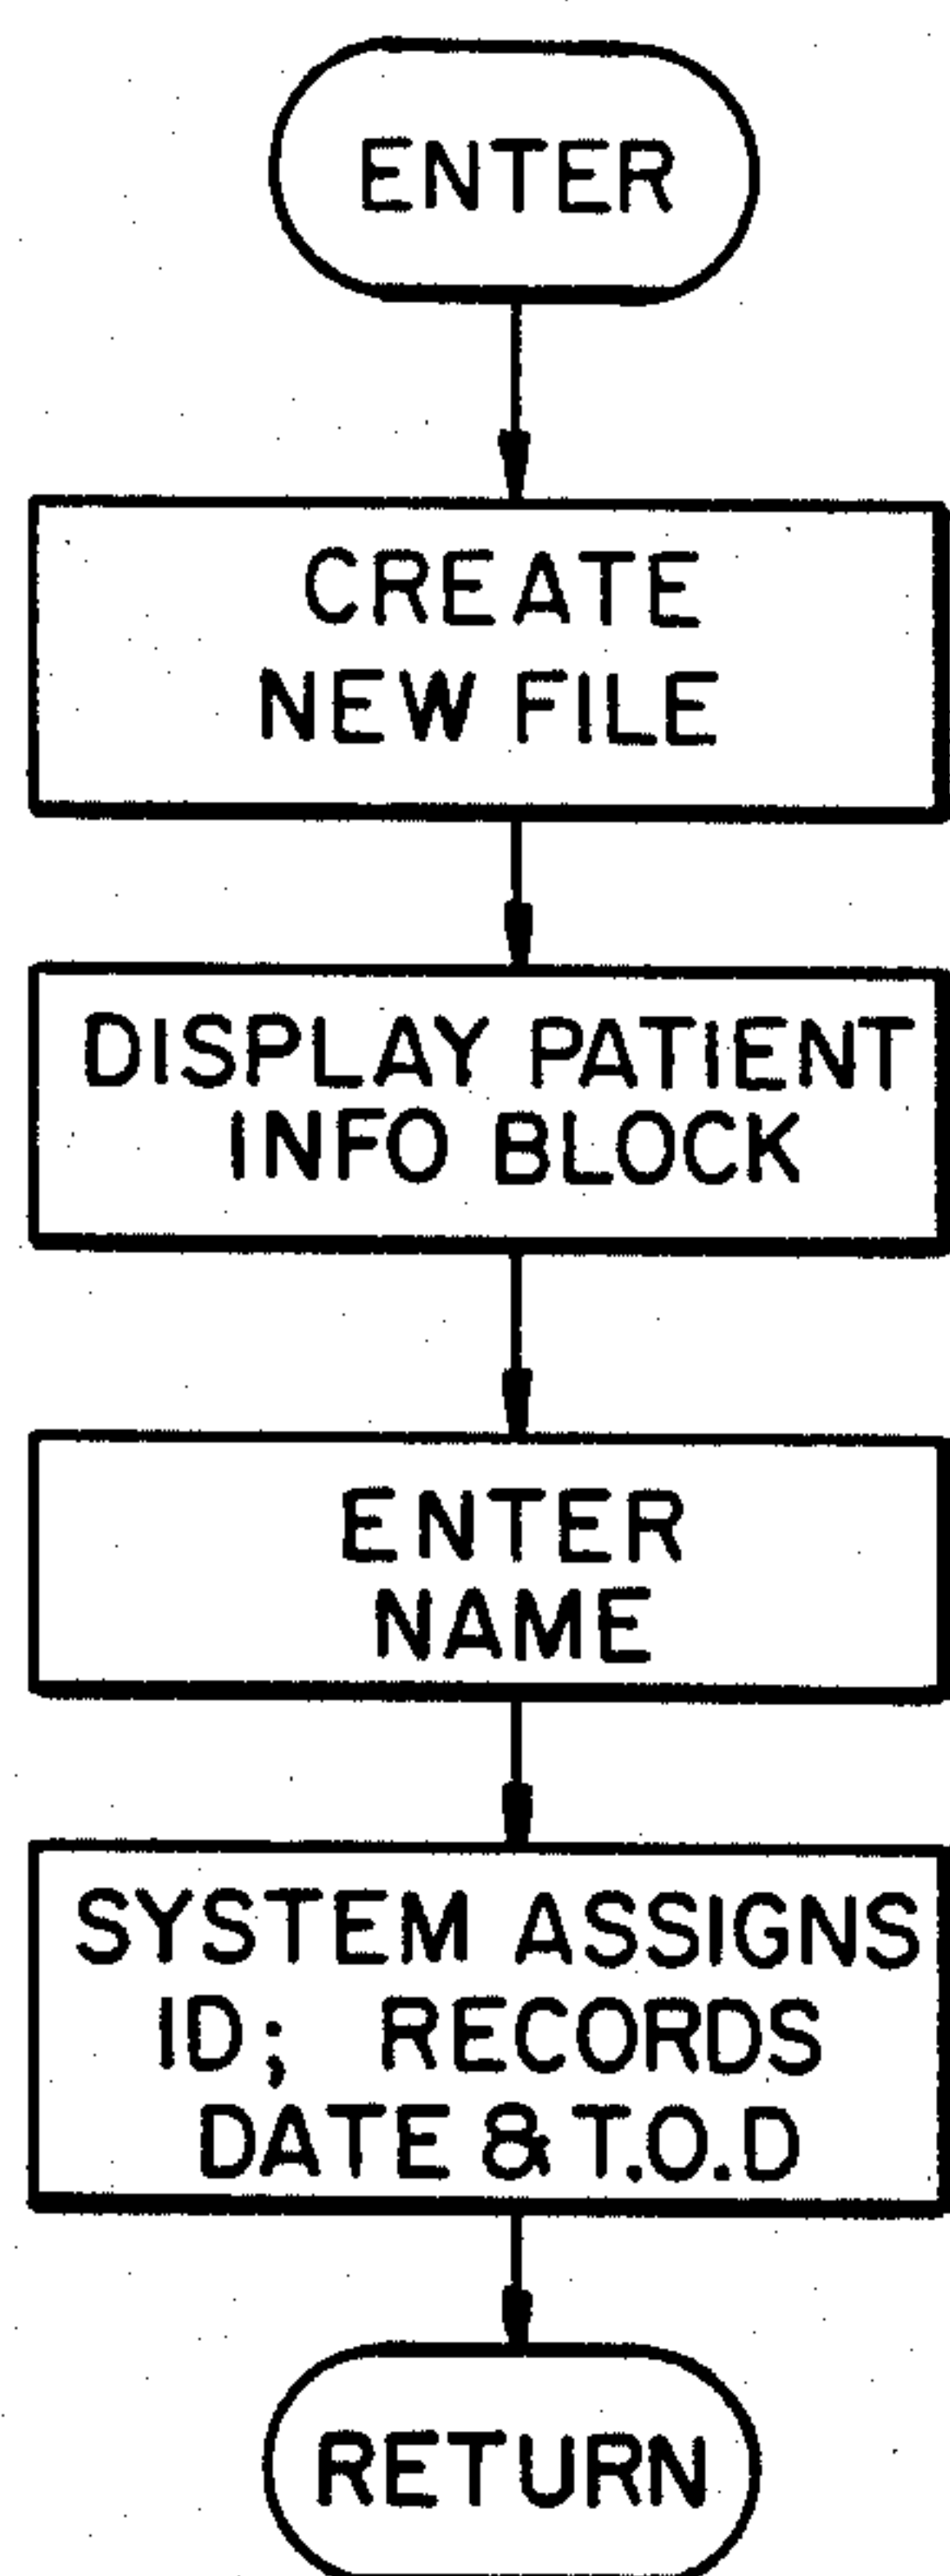 ENTER
CREATE
NEW FILE
DISPLAY PATIENT
INFO BLOCK
ENTER
NAME
SYSTEM ASSIGNS
ID; RECORDS
DATE & T.O.D
RETURN